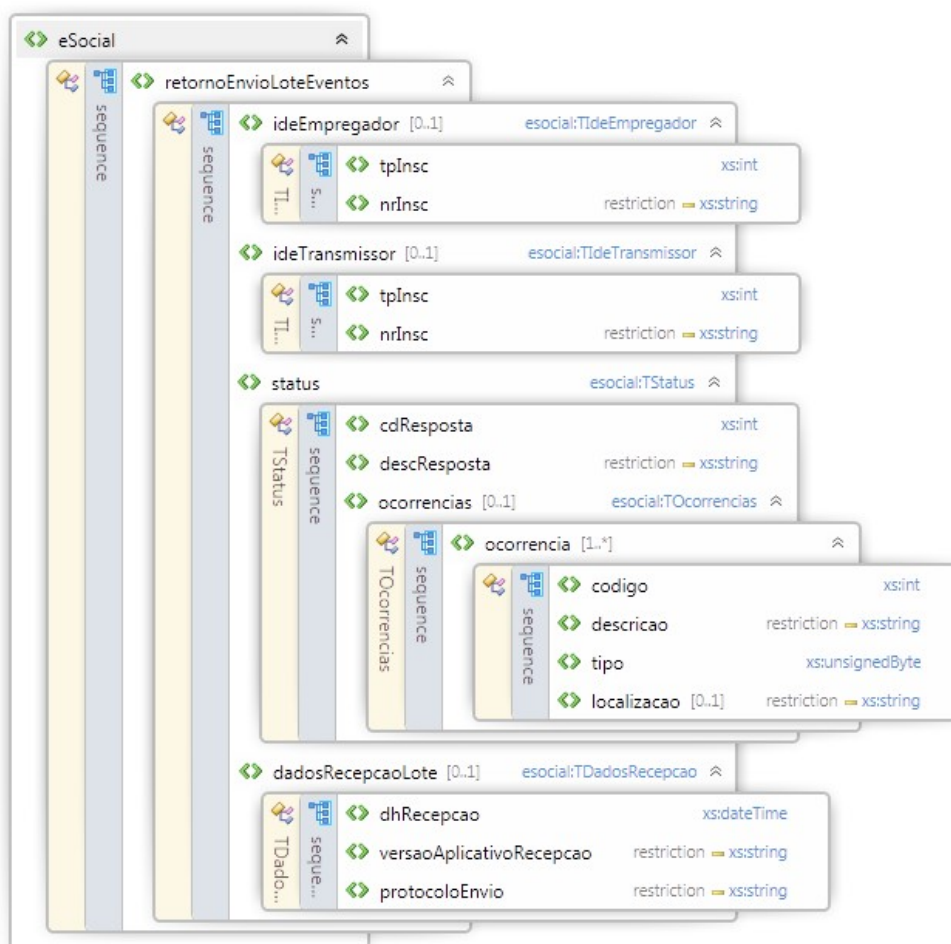 eSocial
sequence
retornoEnvioLoteEventos
sequence
ideEmpregador [0..1] esocial:TIdeEmpregador
TI...
s...
tpInsc xs:int
nrInsc restriction xs:string
ideTransmissor [0..1] esocial:TIdeTransmissor
TI...
s...
tpInsc xs:int
nrInsc restriction xs:string
status esocial:TStatus
TStatus
sequence
cdResposta xs:int
descResposta restriction xs:string
ocorrencias [0..1] esocial:TOcorrencias
TOcorrencias
sequence
ocorrencia [1..*]
sequence
codigo xs:int
descricao restriction xs:string
tipo xs:unsignedByte
localizacao [0..1] restriction xs:string
dadosRecepcaoLote [0..1] esocial:TDadosRecepcao
TDado...
seque...
dhRecepcao xs:dateTime
versaoAplicativoRecepcao restriction xs:string
protocoloEnvio restriction xs:string